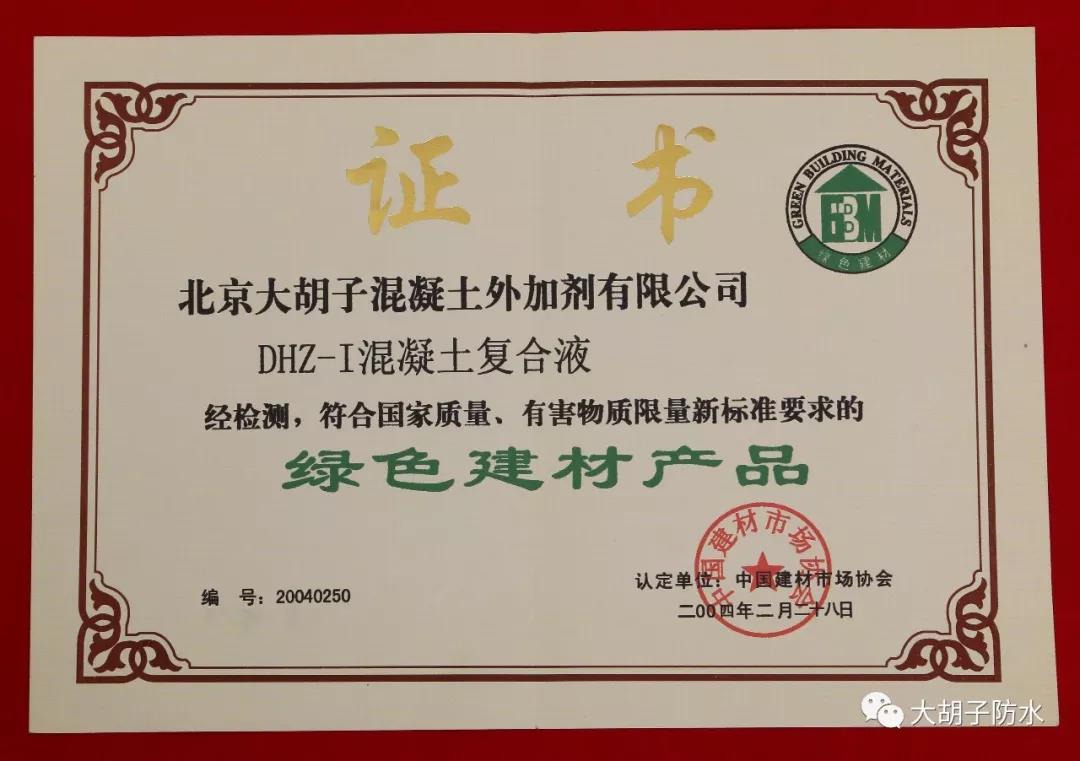 证 书
GREEN BUILDING MATERIALS
GBM
绿色建材
北京大胡子混凝土外加剂有限公司
DHZ-I混凝土复合液
经检测，符合国家质量、有害物质限量新标准要求的
绿色建材产品
中国建材市场协会
编 号：20040250
认定单位：中国建材市场协会
二00四年二月二十八日
大胡子防水